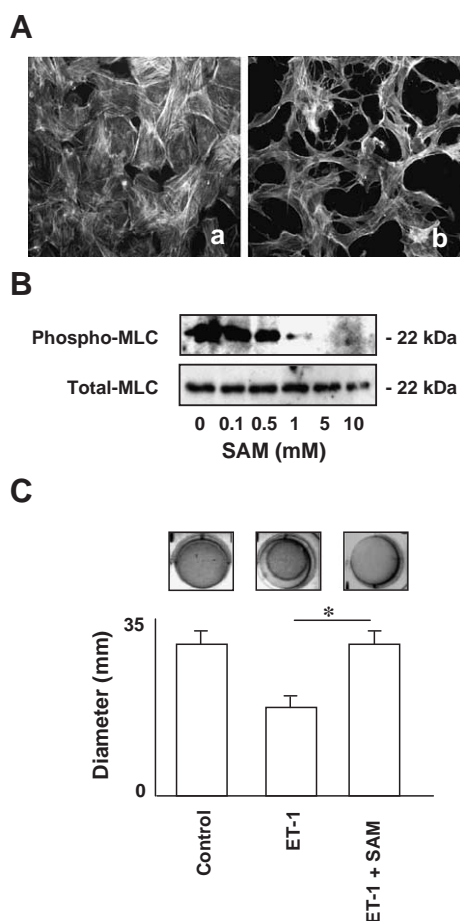 A
a b
B
Phospho-MLC - 22 kDa
Total-MLC - 22 kDa
0 0.1 0.5 1 5 10
SAM (mM)
C
*
35
Diameter (mm)
0
Control
ET-1
ET-1 + SAM